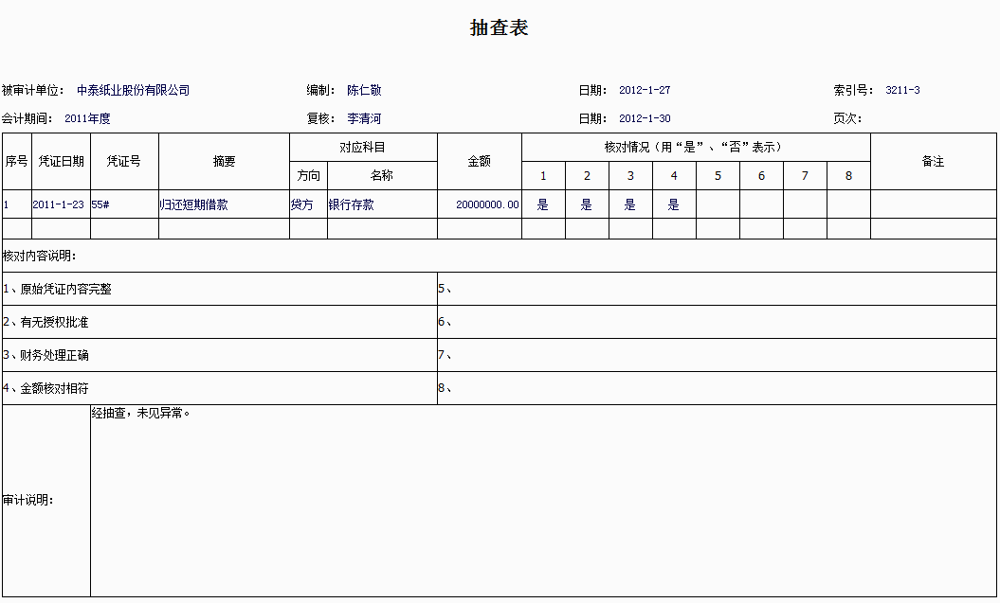 抽查表
被审计单位： 中泰纸业股份有限公司 编制： 陈仁敬 日期： 2012-1-27 索引号： 3211-3
会计期间： 2011年度 复核： 李清河 日期： 2012-1-30 页次：
序号 凭证日期 凭证号 摘要 对应科目 金额 核对情况（用“是”、“否”表示） 备注
方向 名称 1 2 3 4 5 6 7 8
1 2011-1-23 55# 归还短期借款 贷方 银行存款 20000000.00 是 是 是 是
核对内容说明：
1、原始凭证内容完整 5、
2、有无授权批准 6、
3、财务处理正确 7、
4、金额核对相符 8、
经抽查，未见异常。
审计说明：